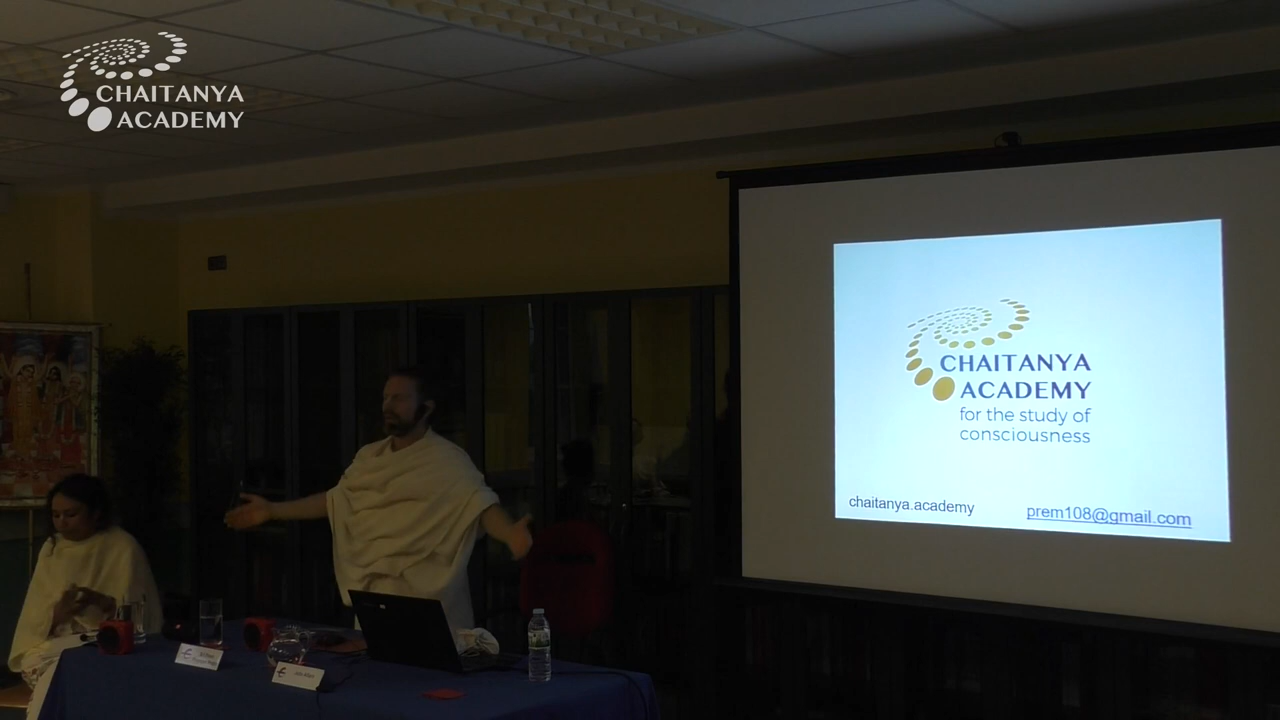 CHAITANYA
ACADEMY
CHAITANYA
ACADEMY
for the study of
consciousness
chaitanya.academy
prem108@gmail.com